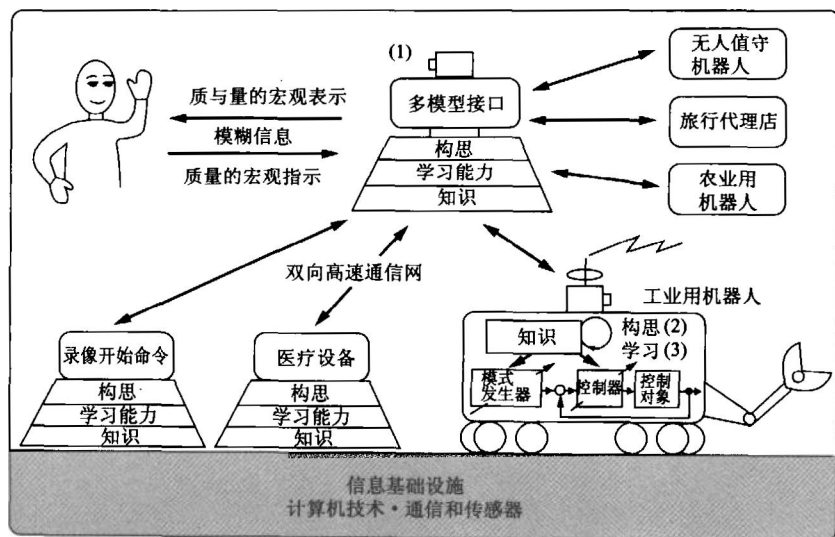 (1)
多模型接口
构思
学习能力
知识
质与量的宏观表示
模糊信息
质量的宏观指示
无人值守
机器人
旅行代理店
农业用
机器人
双向高速通信网
录像开始命令
构思
学习能力
知识
医疗设备
构思
学习能力
知识
工业用机器人
知识
构思(2)
学习(3)
模式
发生器
控制器
控制
对象
信息基础设施
计算机技术·通信和传感器